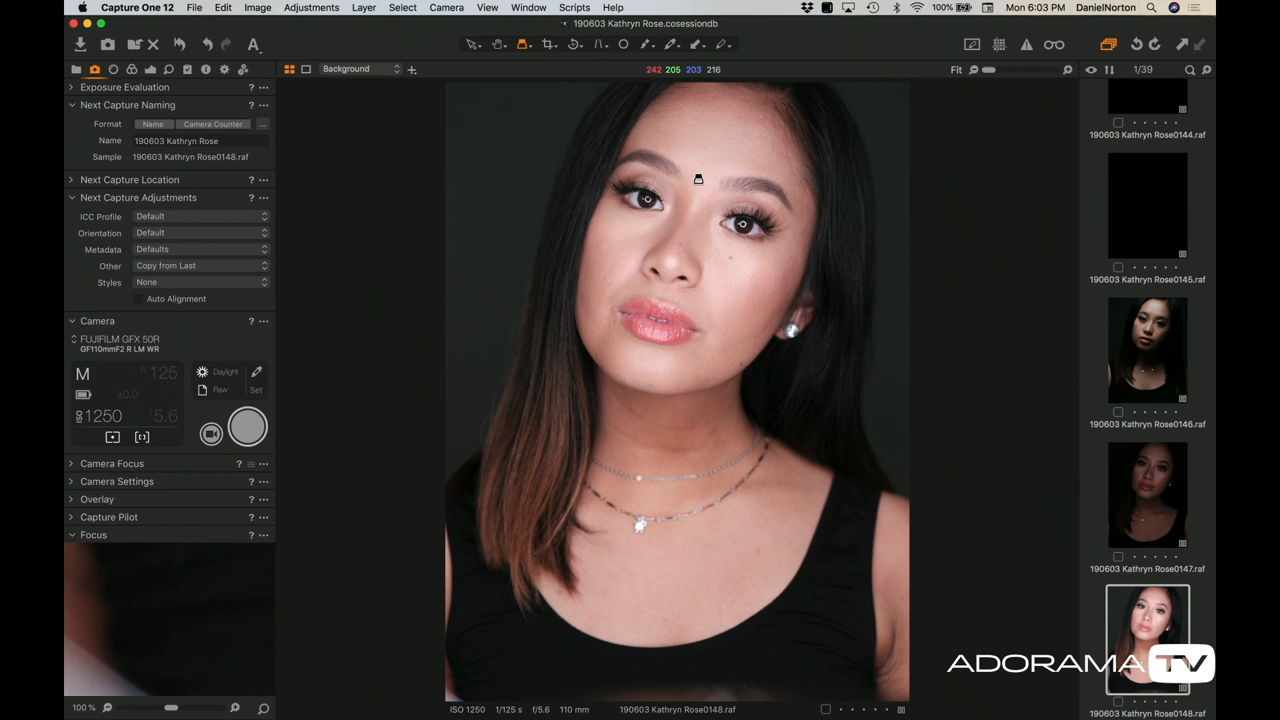 Capture One 12 File Edit Image Adjustments Layer Select Camera View Window Scripts Help 100% Mon 6:03 PM DanielNorton
190603 Kathryn Rose.cosessiondb
Background 242 205 203 216 Fit 1/39
Exposure Evaluation ?
Next Capture Naming ?
Format Name Camera Counter ...
Name 190603 Kathryn Rose
Sample 190603 Kathryn Rose0148.raf
Next Capture Location ?
Next Capture Adjustments ?
ICC Profile Default
Orientation Default
Metadata Defaults
Other Copy from Last
Styles None
Auto Alignment
Camera ?
FUJIFILM GFX 50R
GF110mmF2 R LM WR
M 1/125 Daylight
±0.0 Raw Set
ISO 1250 f/5.6
Camera Focus ?
Camera Settings ?
Overlay ?
Capture Pilot ?
Focus ?
100 %
190603 Kathryn Rose0144.raf
190603 Kathryn Rose0145.raf
190603 Kathryn Rose0146.raf
190603 Kathryn Rose0147.raf
190603 Kathryn Rose0148.raf
ADORAMA TV
ISO 1250 1/125 s f/5.6 110 mm 190603 Kathryn Rose0148.raf